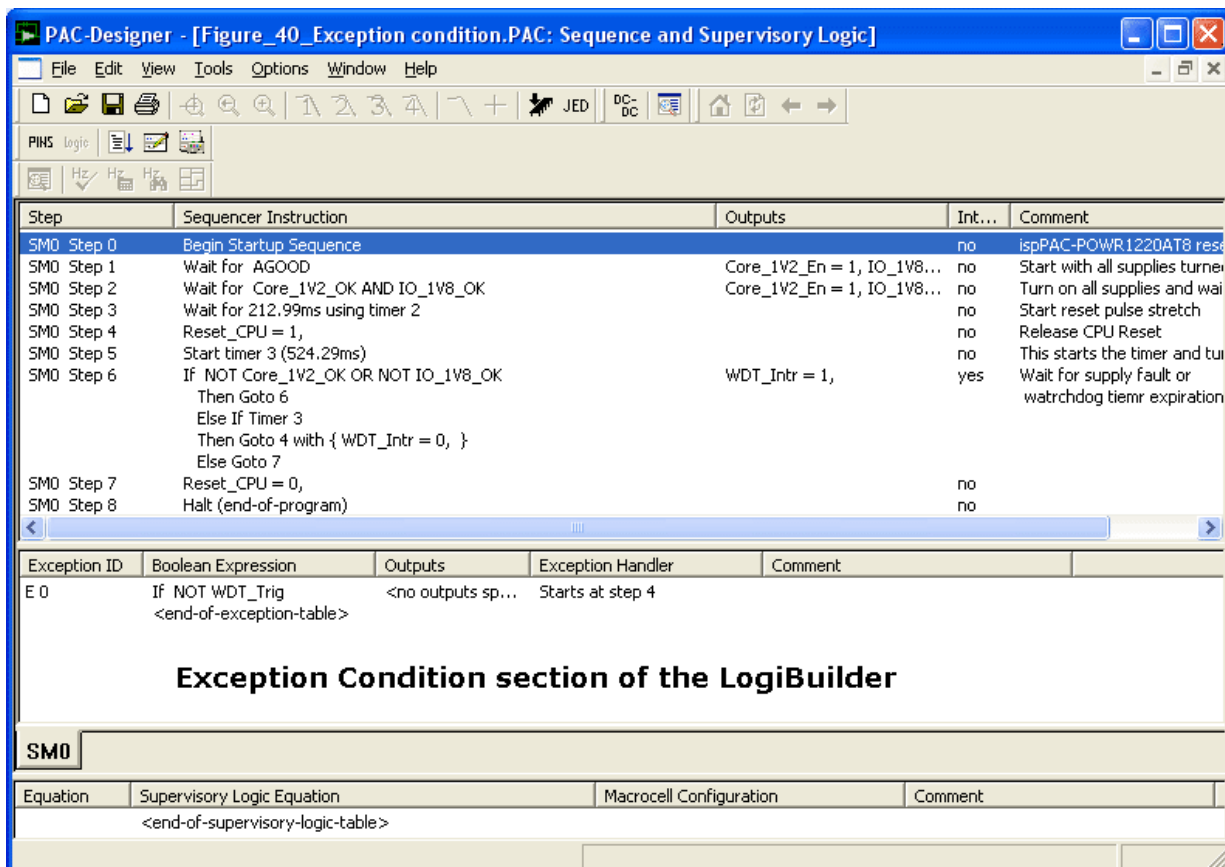 PAC-Designer - [Figure_40_Exception condition.PAC: Sequence and Supervisory Logic]
File Edit View Tools Options Window Help
JED DC-DC
PINS logic
Hz Hz Hz
Step Sequencer Instruction Outputs Int... Comment
SM0 Step 0 Begin Startup Sequence no ispPAC-POWR1220AT8 rese
SM0 Step 1 Wait for AGOOD Core_1V2_En = 1, IO_1V8... no Start with all supplies turne
SM0 Step 2 Wait for Core_1V2_OK AND IO_1V8_OK Core_1V2_En = 1, IO_1V8... no Turn on all supplies and wai
SM0 Step 3 Wait for 212.99ms using timer 2 no Start reset pulse stretch
SM0 Step 4 Reset_CPU = 1, no Release CPU Reset
SM0 Step 5 Start timer 3 (524.29ms) no This starts the timer and tur
SM0 Step 6 If NOT Core_1V2_OK OR NOT IO_1V8_OK WDT_Intr = 1, yes Wait for supply fault or
Then Goto 6 watrchdog tiemr expiration
Else If Timer 3
Then Goto 4 with { WDT_Intr = 0, }
Else Goto 7
SM0 Step 7 Reset_CPU = 0, no
SM0 Step 8 Halt (end-of-program) no
Exception ID Boolean Expression Outputs Exception Handler Comment
E 0 If NOT WDT_Trig <no outputs sp... Starts at step 4
<end-of-exception-table>
Exception Condition section of the LogiBuilder
SM0
Equation Supervisory Logic Equation Macrocell Configuration Comment
<end-of-supervisory-logic-table>